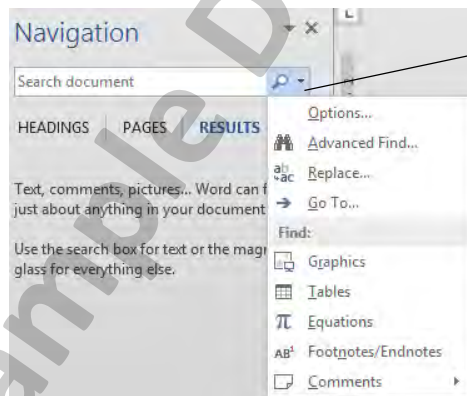 Navigation
Search document
HEADINGS PAGES RESULTS
Text, comments, pictures... Word can f
just about anything in your document
Use the search box for text or the mag
glass for everything else.
Options...
Advanced Find...
Replace...
Go To...
Find:
Graphics
Tables
Equations
Footnotes/Endnotes
Comments